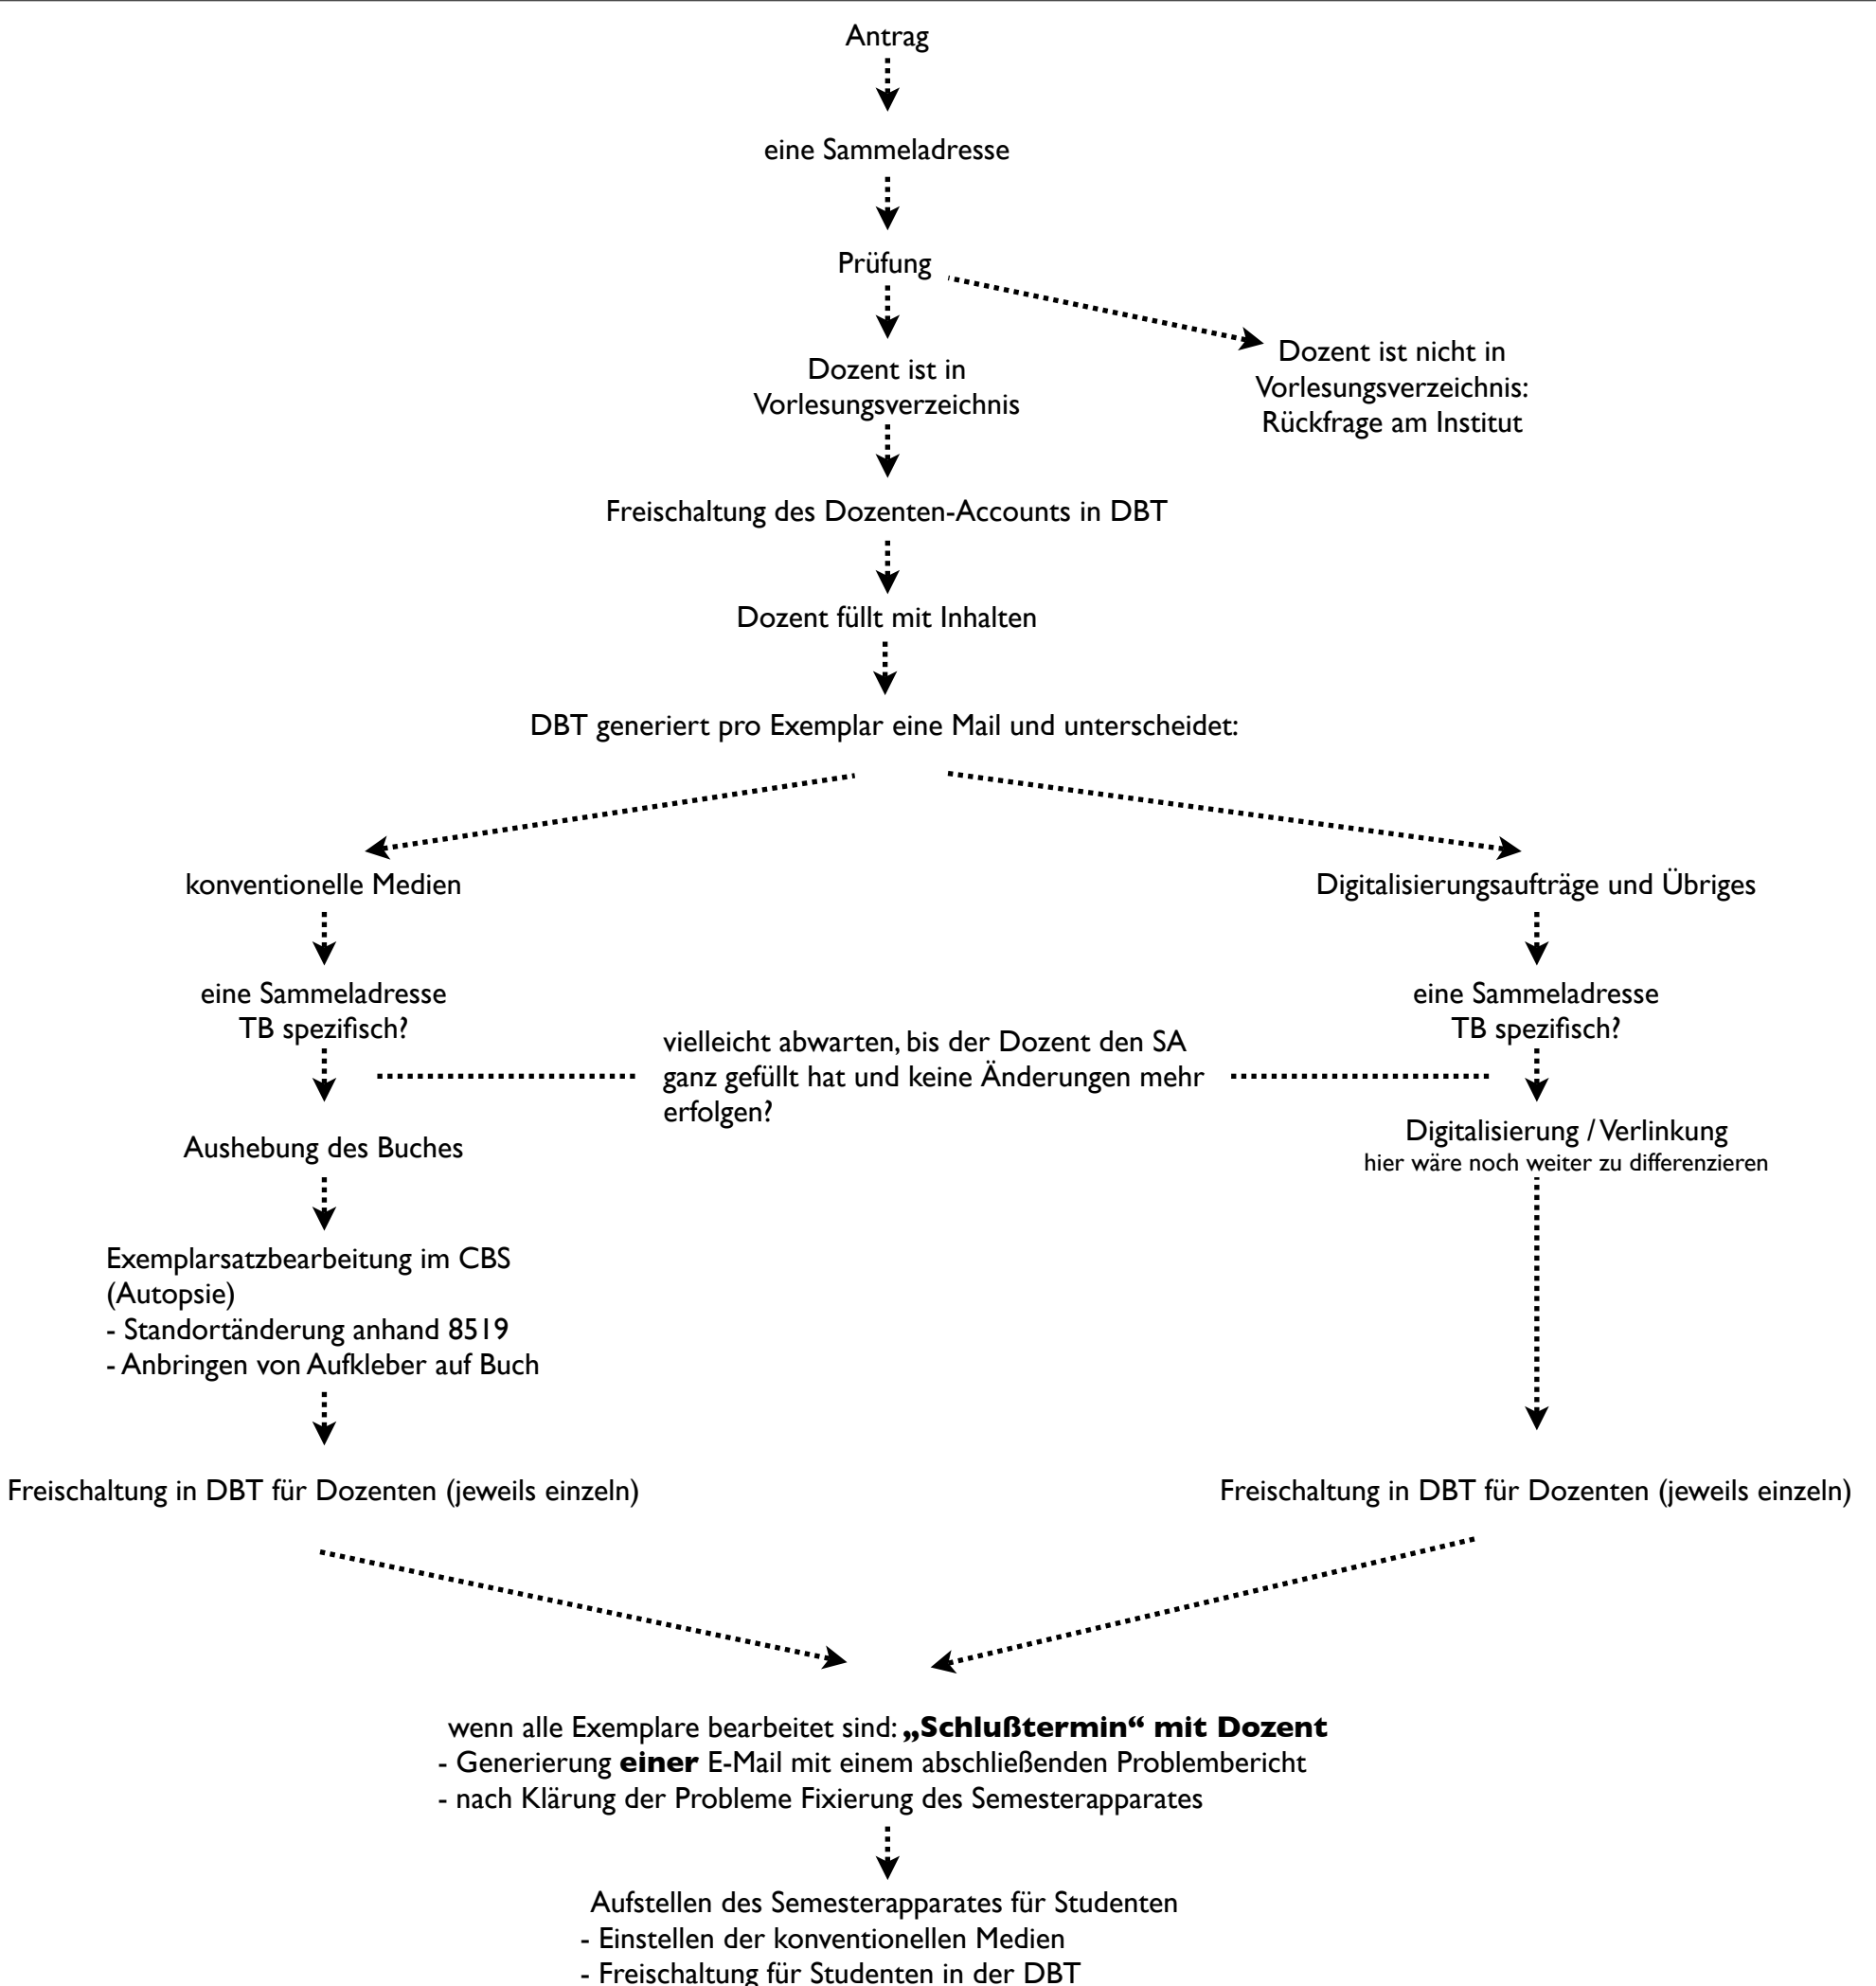 Antrag
eine Sammeladresse
Prüfung
Dozent ist in
Vorlesungsverzeichnis
Dozent ist nicht in
Vorlesungsverzeichnis:
Rückfrage am Institut
Freischaltung des Dozenten-Accounts in DBT
Dozent füllt mit Inhalten
DBT generiert pro Exemplar eine Mail und unterscheidet:
konventionelle Medien
Digitalisierungsaufträge und Übriges
eine Sammeladresse
TB spezifisch?
eine Sammeladresse
TB spezifisch?
vielleicht abwarten, bis der Dozent den SA
ganz gefüllt hat und keine Änderungen mehr
erfolgen?
Aushebung des Buches
Digitalisierung / Verlinkung
hier wäre noch weiter zu differenzieren
Exemplarsatzbearbeitung im CBS
(Autopsie)
- Standortänderung anhand 8519
- Anbringen von Aufkleber auf Buch
Freischaltung in DBT für Dozenten (jeweils einzeln)
Freischaltung in DBT für Dozenten (jeweils einzeln)
wenn alle Exemplare bearbeitet sind: „Schlußtermin“ mit Dozent
- Generierung einer E-Mail mit einem abschließenden Problembericht
- nach Klärung der Probleme Fixierung des Semesterapparates
Aufstellen des Semesterapparates für Studenten
- Einstellen der konventionellen Medien
- Freischaltung für Studenten in der DBT